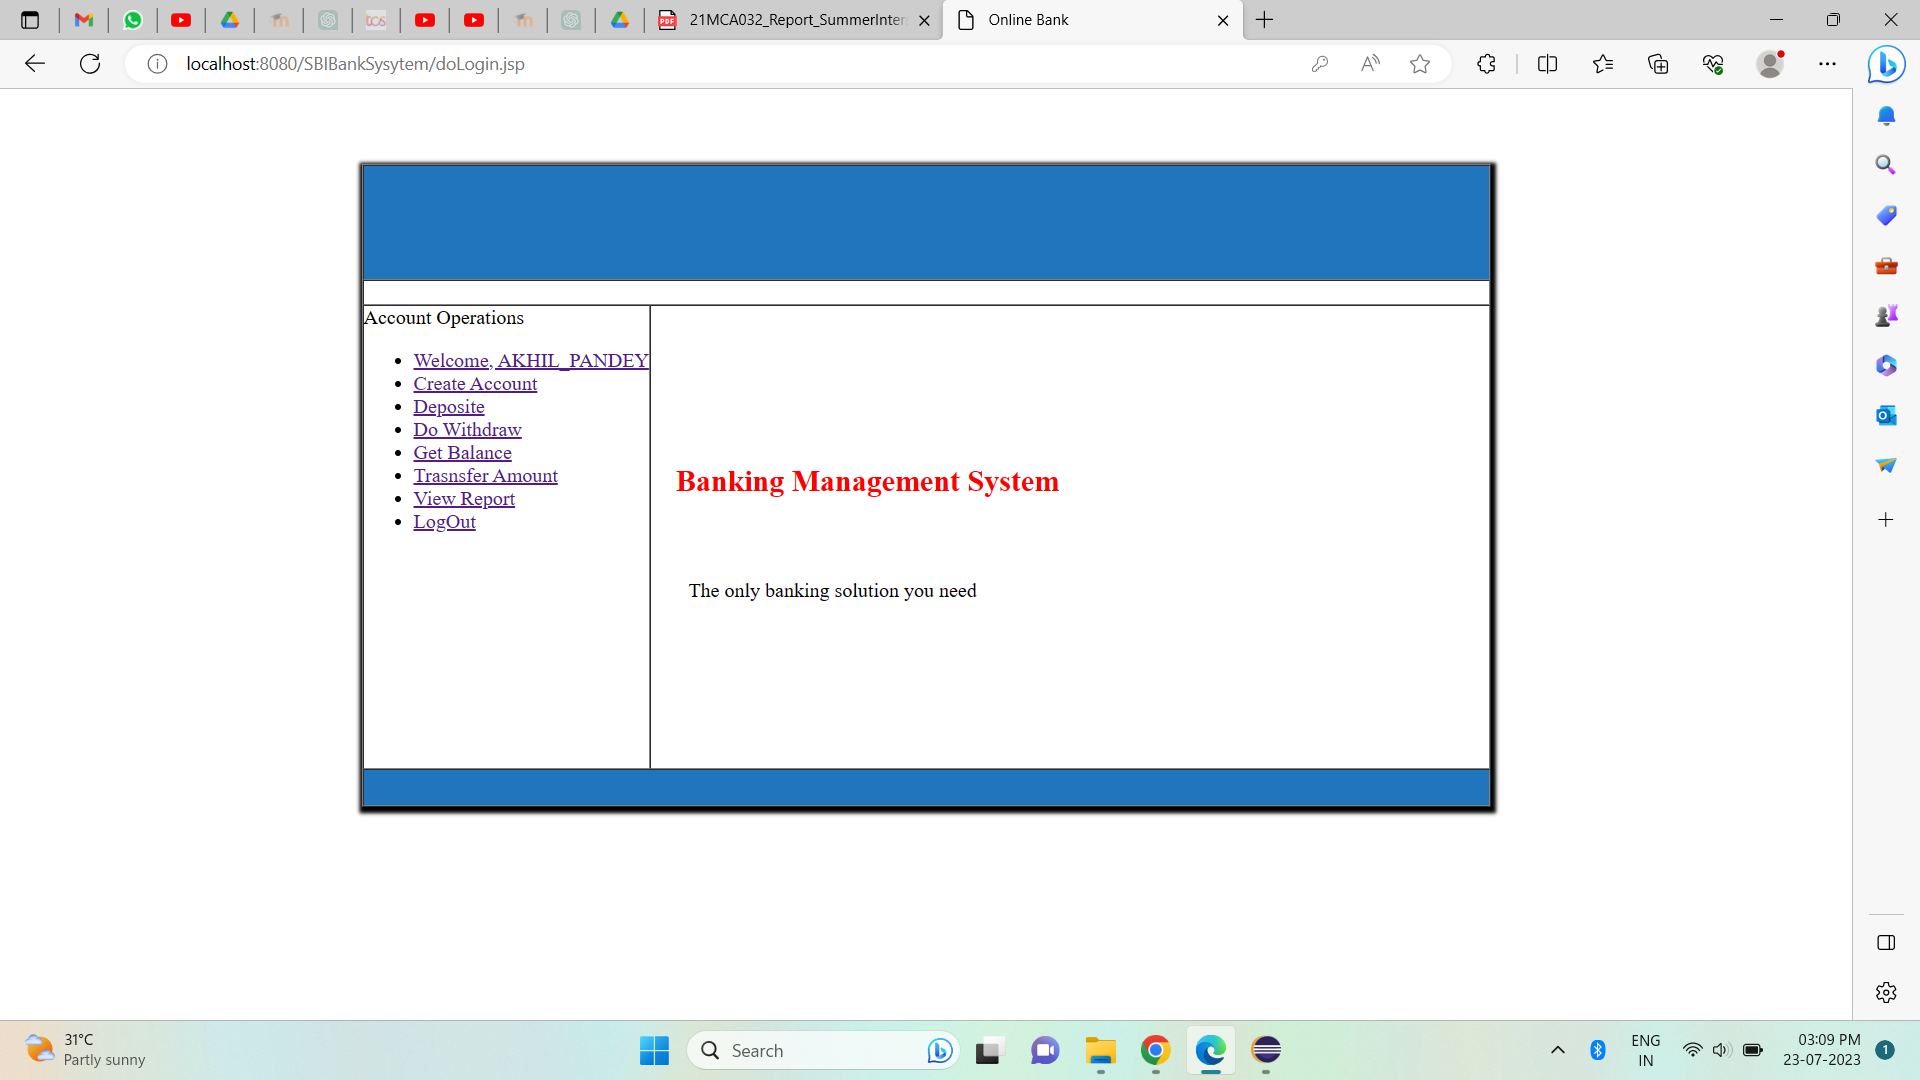 21MCA032_Report_SummerInter
Online Bank
localhost:8080/SBIBankSysytem/doLogin.jsp
Account Operations
Welcome, AKHIL_PANDEY
Create Account
Deposite
Do Withdraw
Get Balance
Trasnsfer Amount
View Report
LogOut
Banking Management System
The only banking solution you need
31°C
Partly sunny
Search
ENG
IN
03:09 PM
23-07-2023
1